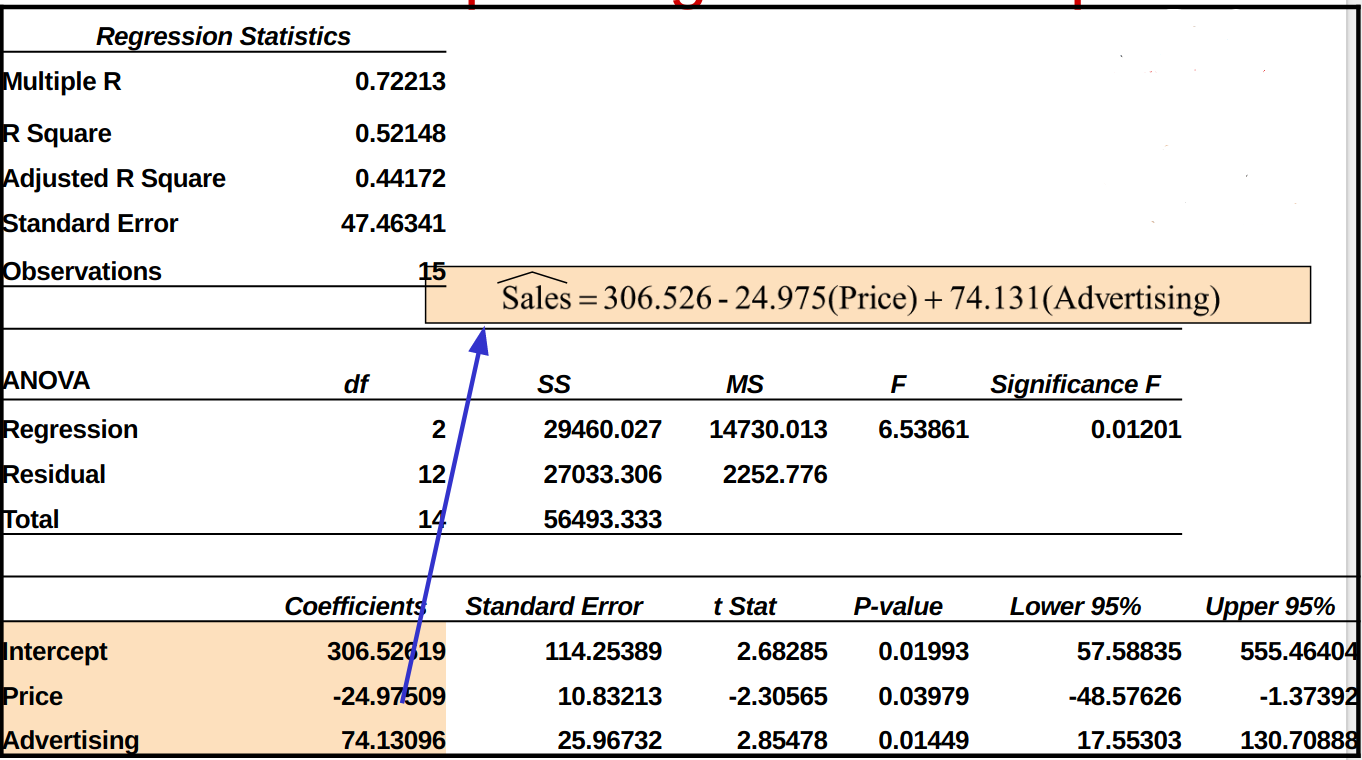 Regression Statistics
Multiple R 0.72213
R Square 0.52148
Adjusted R Square 0.44172
Standard Error 47.46341
Observations 15
Sales = 306.526 - 24.975(Price) + 74.131(Advertising)
ANOVA df SS MS F Significance F
Regression 2 29460.027 14730.013 6.53861 0.01201
Residual 12 27033.306 2252.776
Total 14 56493.333
Coefficients Standard Error t Stat P-value Lower 95% Upper 95%
Intercept 306.52619 114.25389 2.68285 0.01993 57.58835 555.46404
Price -24.97509 10.83213 -2.30565 0.03979 -48.57626 -1.37392
Advertising 74.13096 25.96732 2.85478 0.01449 17.55303 130.70888